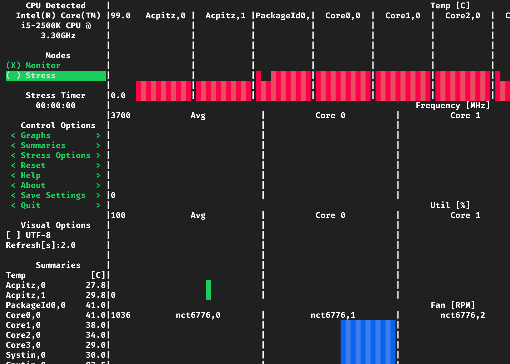 CPU Detected
Intel(R) Core(TM)
i5-2500K CPU @
3.30GHz
Modes
(X) Monitor
( ) Stress
Stress Timer
00:00:00
Control Options
< Graphs >
< Summaries >
< Stress Options >
< Reset >
< Help >
< About >
< Save Settings >
< Quit >
Visual Options
[ ] UTF-8
Refresh[s]:2.0
Summaries
Temp [C]
Acpitz,0 27.8
Acpitz,1 29.8
PackageId0,0 41.0
Core0,0 41.0
Core1,0 38.0
Core2,0 34.0
Core3,0 29.0
Systin,0 30.0
Temp [C]
99.0 Acpitz,0 Acpitz,1 PackageId0, Core0,0 Core1,0 Core2,0
0.0
Frequency [MHz]
3700 Avg Core 0 Core 1
0
Util [%]
100 Avg Core 0 Core 1
0
Fan [RPM]
1036 nct6776,0 nct6776,1 nct6776,2